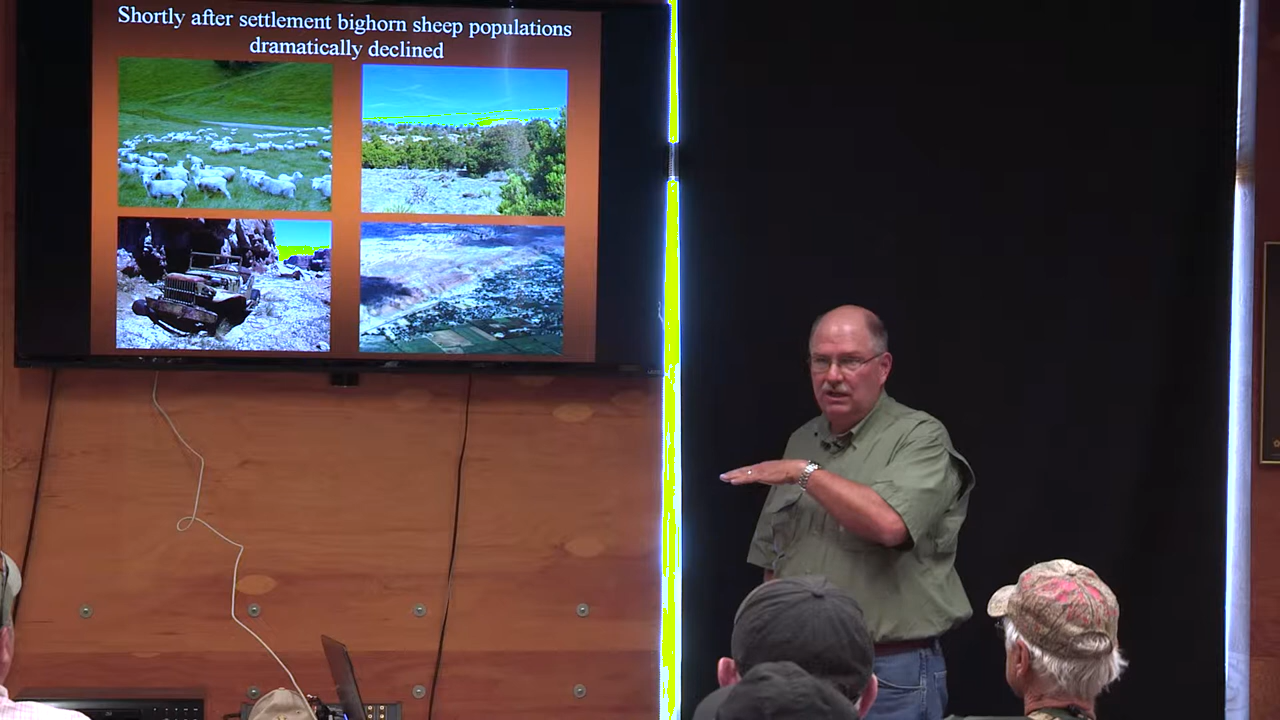 Shortly after settlement bighorn sheep populations
dramatically declined